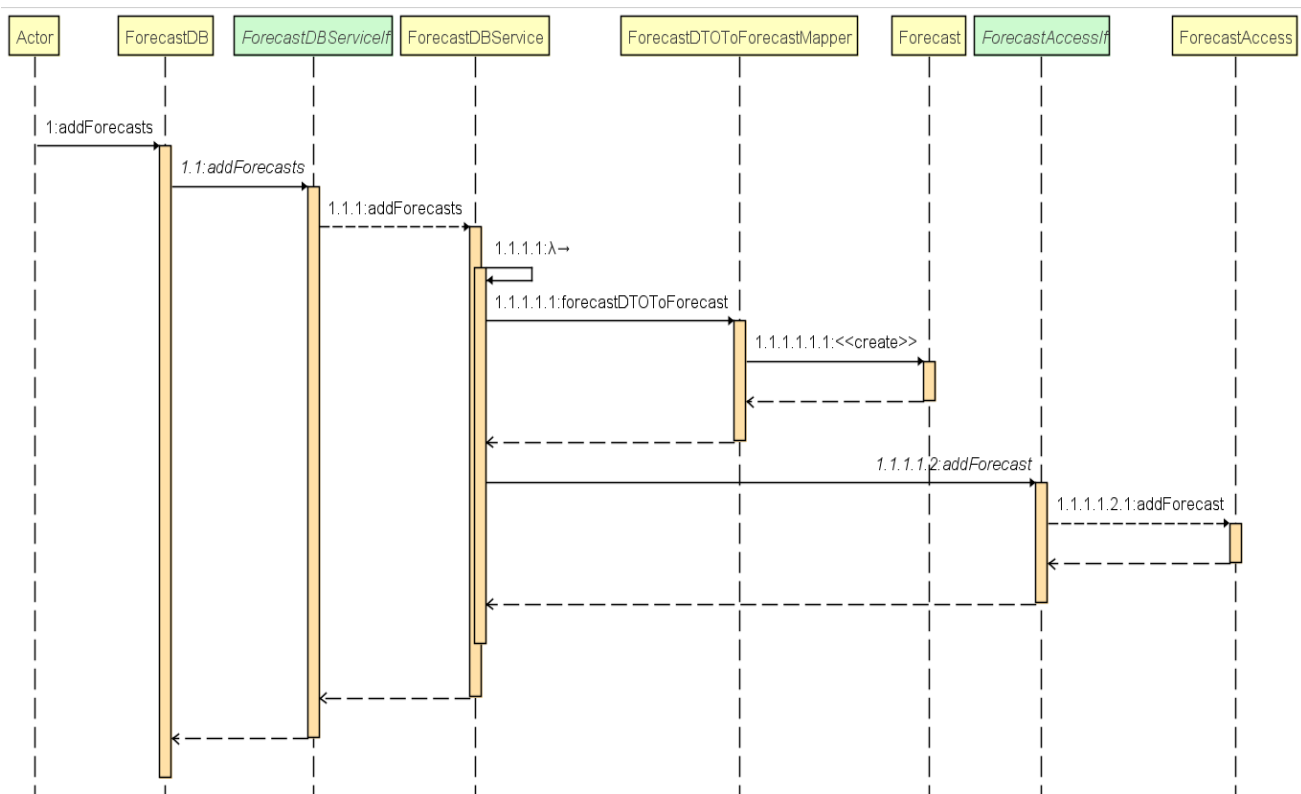 Actor
ForecastDB
ForecastDBServiceIf
ForecastDBService
ForecastDTOToForecastMapper
Forecast
ForecastAccessIf
ForecastAccess
1:addForecasts
1.1:addForecasts
1.1.1:addForecasts
1.1.1.1:λ→
1.1.1.1.1:forecastDTOToForecast
1.1.1.1.1.1:<<create>>
1.1.1.1.2:addForecast
1.1.1.1.2.1:addForecast